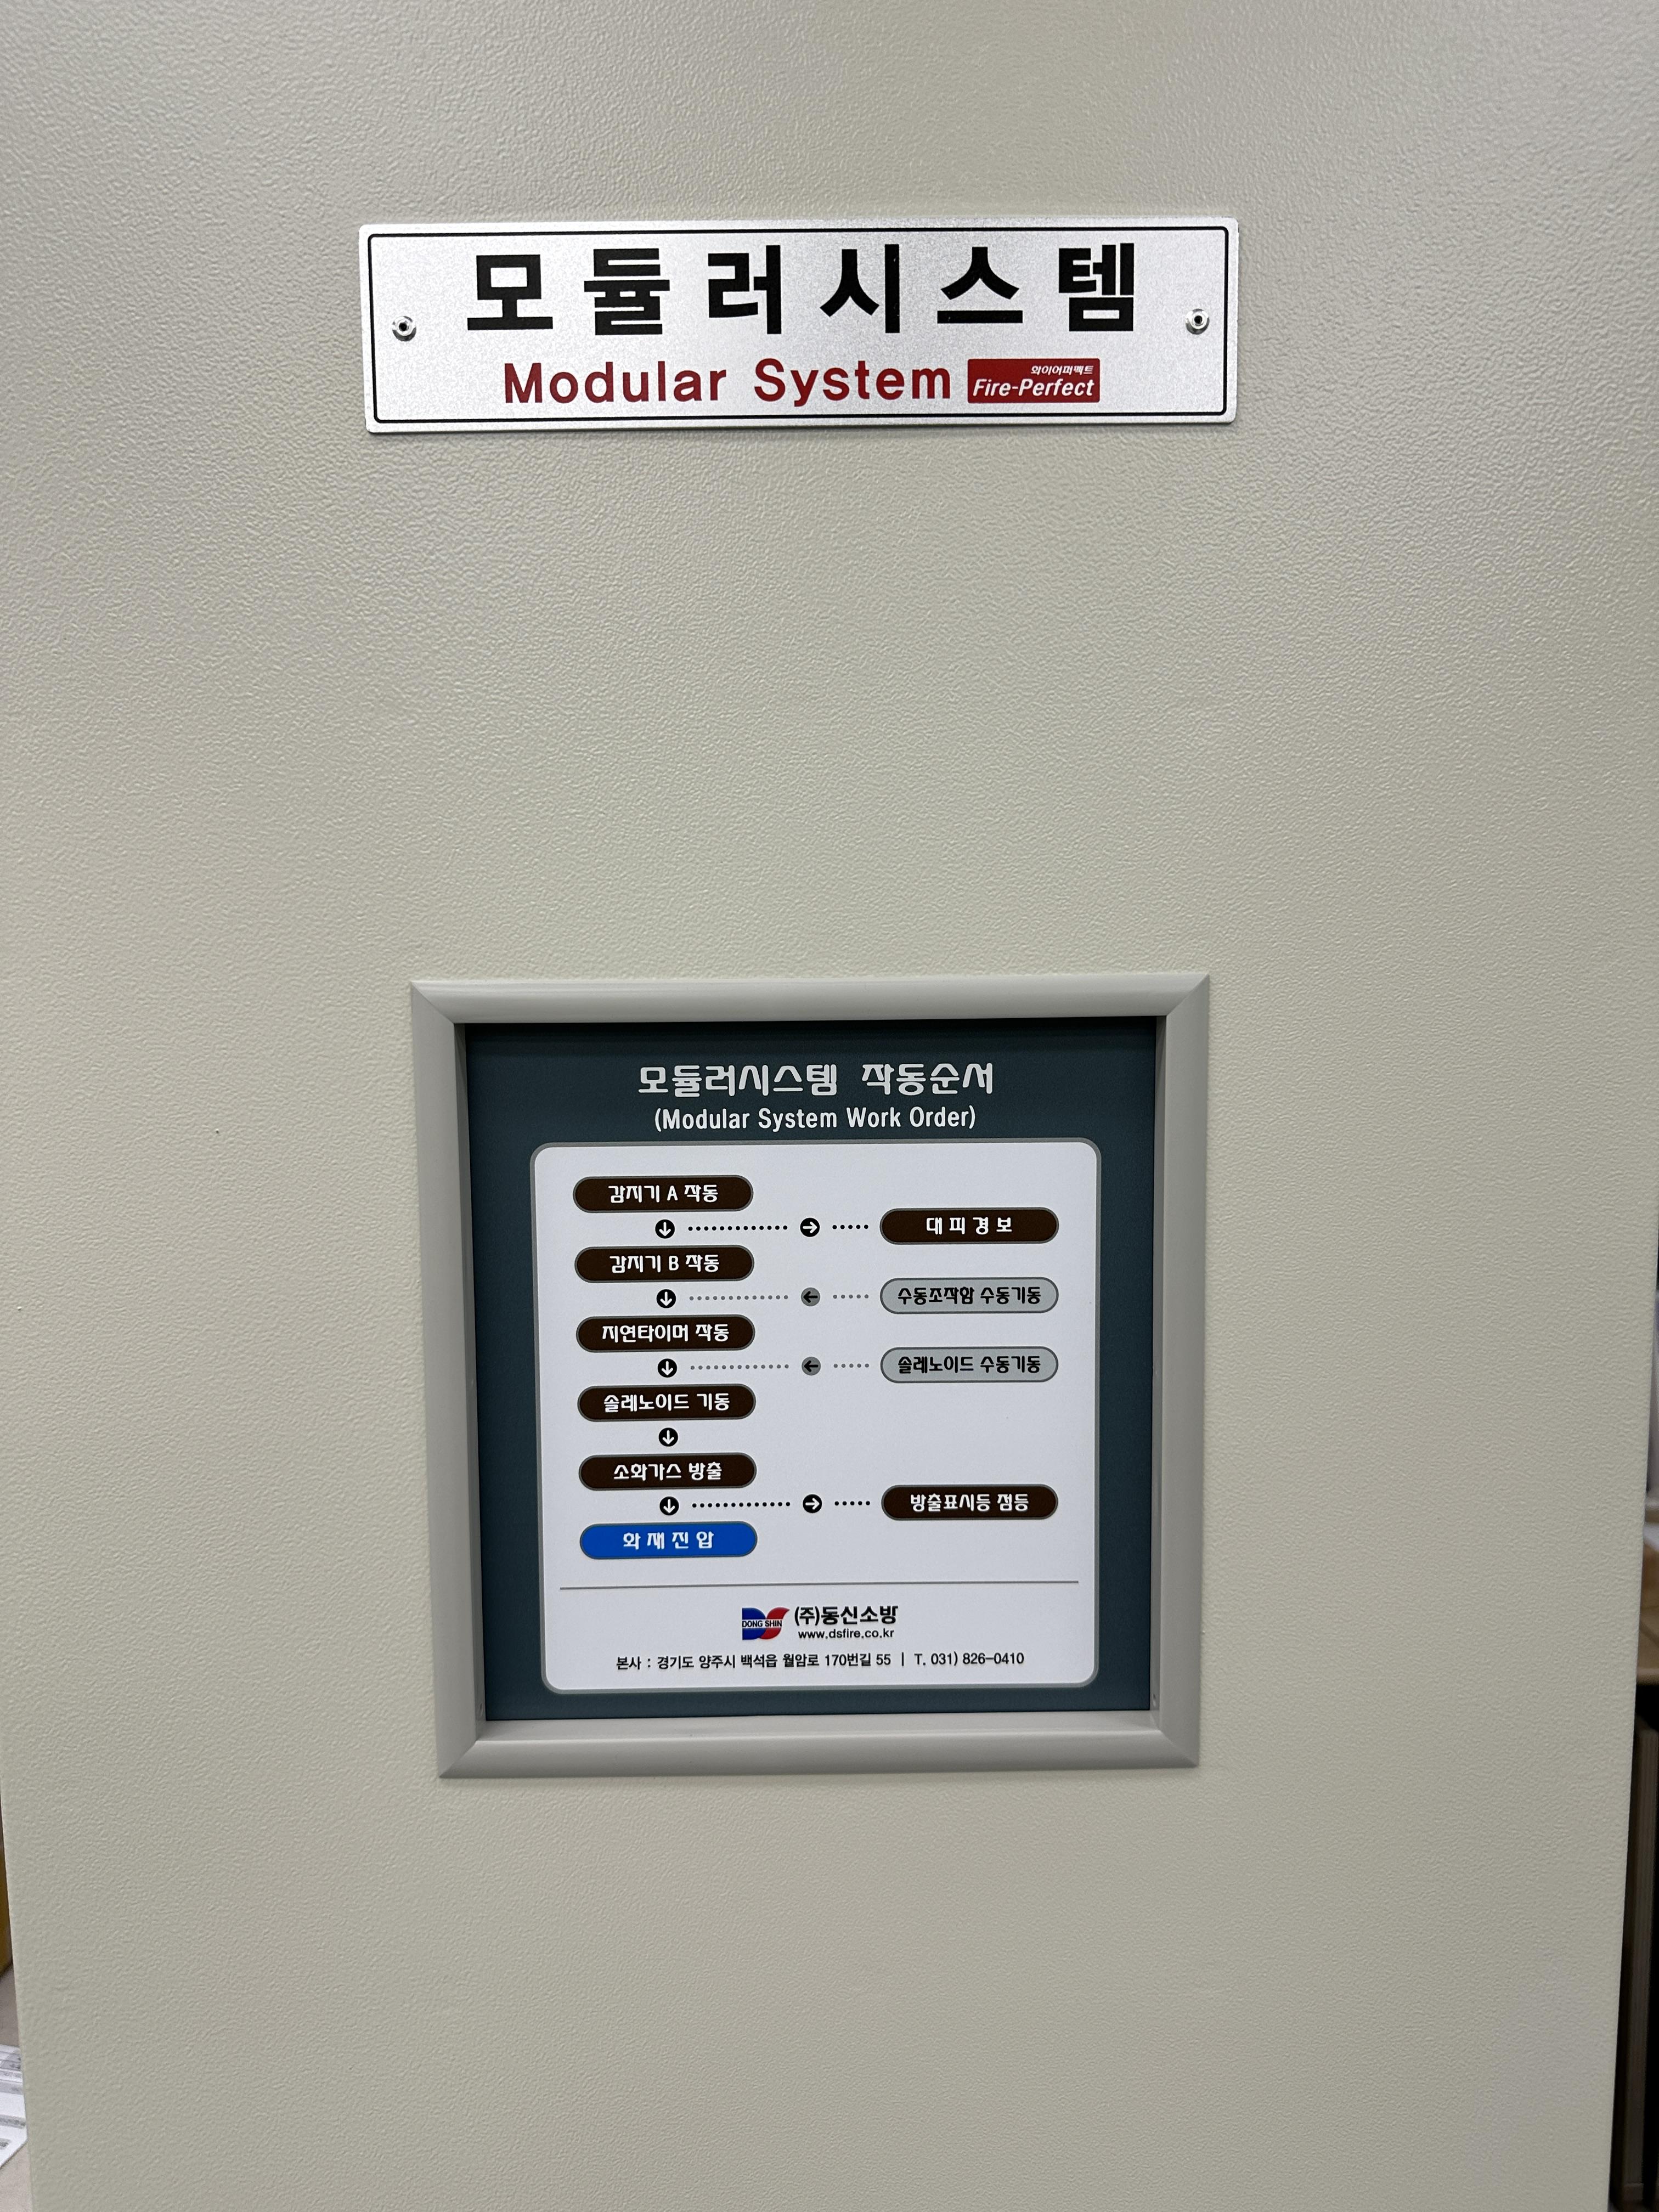 모듈러시스템
Modular System 화이어퍼펙트
Fire-Perfect
모듈러시스템 작동순서
(Modular System Work Order)
감지기 A 작동
대피경보
감지기 B 작동
수동조작함 수동기동
지연타이머 작동
솔레노이드 수동기동
솔레노이드 기동
소화가스 방출
방출표시등 점등
화재진압
DONG SHIN (주)동신소방
www.dsfire.co.kr
본사 : 경기도 양주시 백석읍 월암로 170번길 55 | T. 031) 826-0410